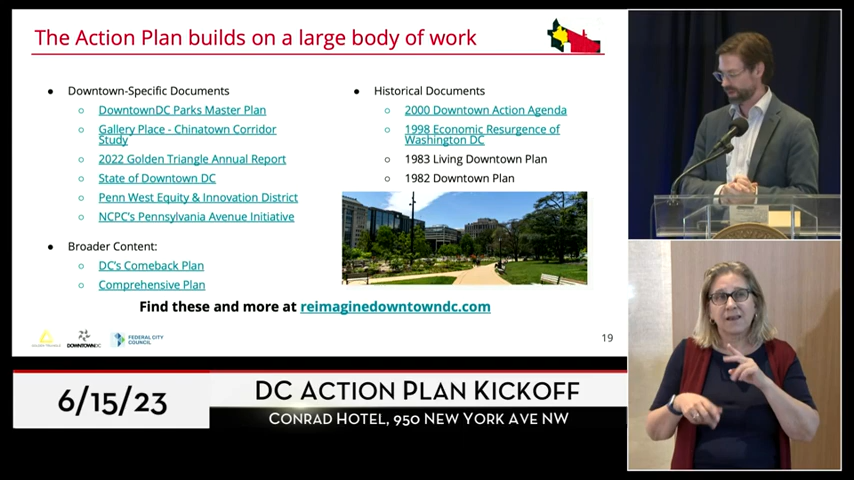 The Action Plan builds on a large body of work
● Downtown-Specific Documents
○ DowntownDC Parks Master Plan
○ Gallery Place - Chinatown Corridor
Study
○ 2022 Golden Triangle Annual Report
○ State of Downtown DC
○ Penn West Equity & Innovation District
○ NCPC's Pennsylvania Avenue Initiative
● Broader Content:
○ DC's Comeback Plan
○ Comprehensive Plan
● Historical Documents
○ 2000 Downtown Action Agenda
○ 1998 Economic Resurgence of
Washington DC
○ 1983 Living Downtown Plan
○ 1982 Downtown Plan
Find these and more at reimaginedowntowndc.com
GOLDEN TRIANGLE
DOWNTOWNDC
FEDERAL CITY
COUNCIL
19
6/15/23
DC ACTION PLAN KICKOFF
CONRAD HOTEL, 950 NEW YORK AVE NW